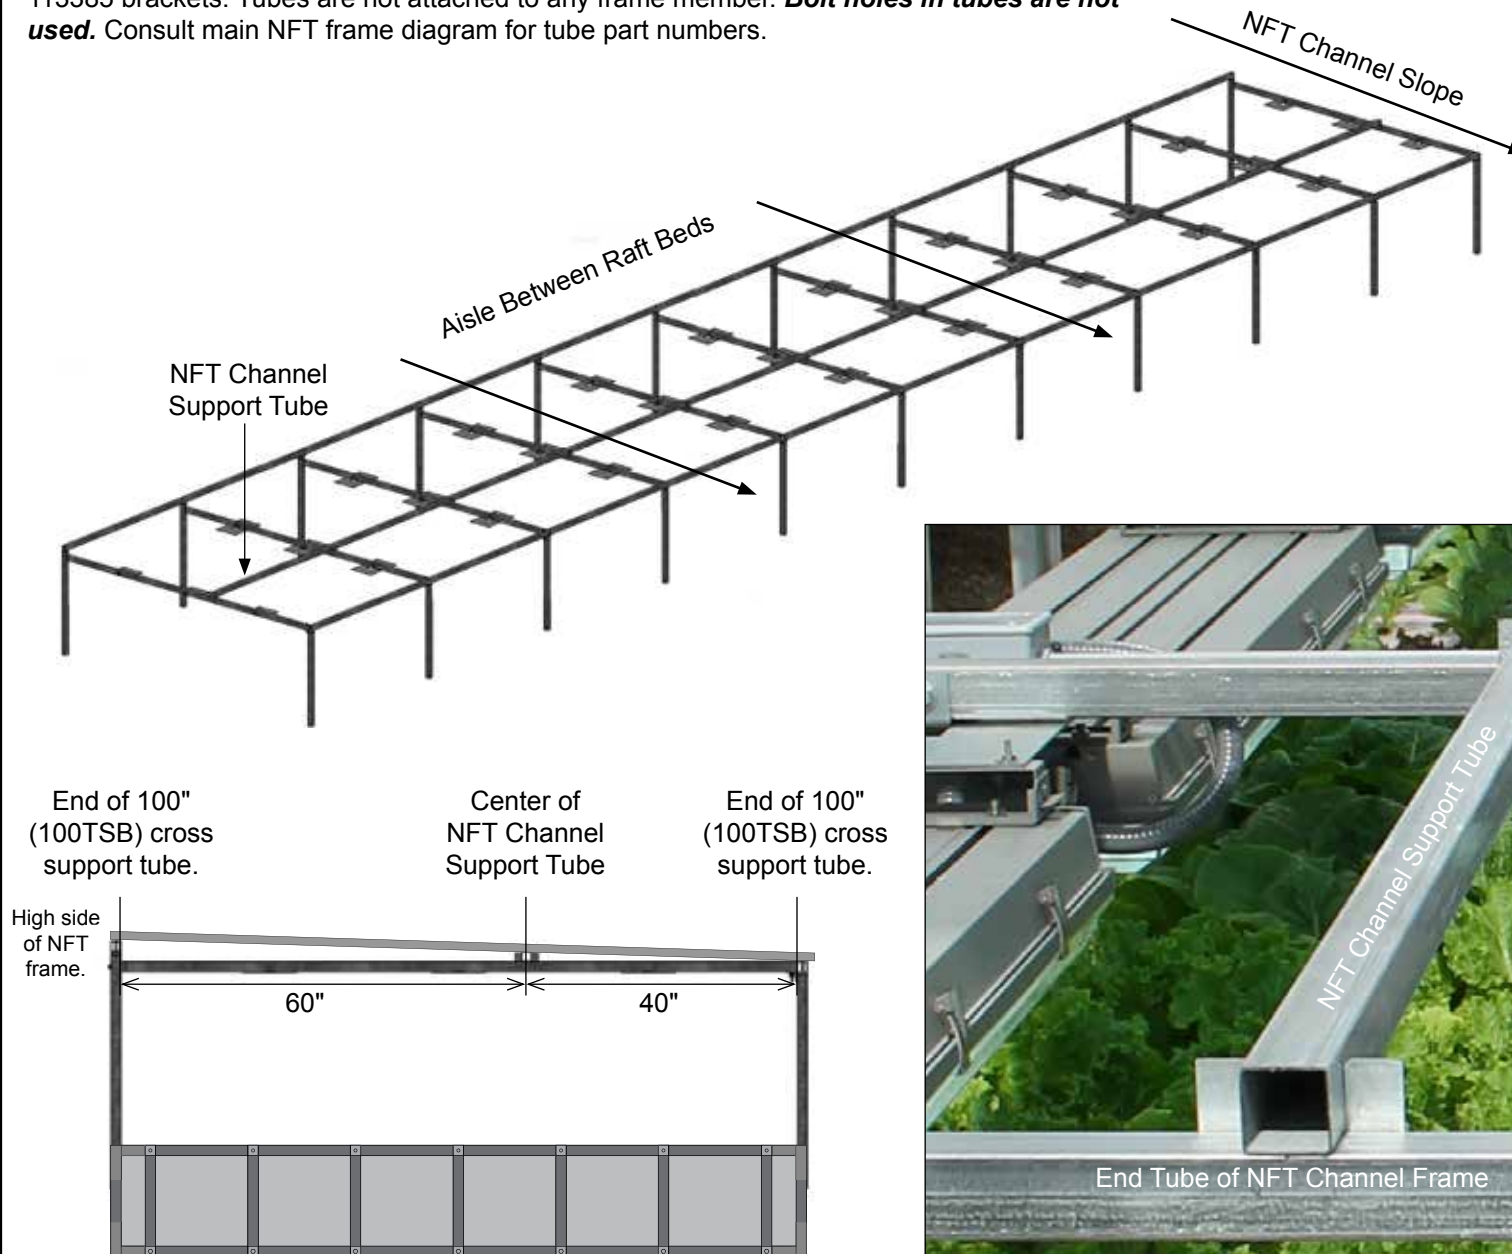 115585 brackets. Tubes are not attached to any frame member. Bolt holes in tubes are not
used. Consult main NFT frame diagram for tube part numbers.
NFT Channel Slope
Aisle Between Raft Beds
NFT Channel
Support Tube
End of 100"
(100TSB) cross
support tube.
Center of
NFT Channel
Support Tube
End of 100"
(100TSB) cross
support tube.
High side
of NFT
frame.
60"
40"
NFT Channel Support Tube
End Tube of NFT Channel Frame